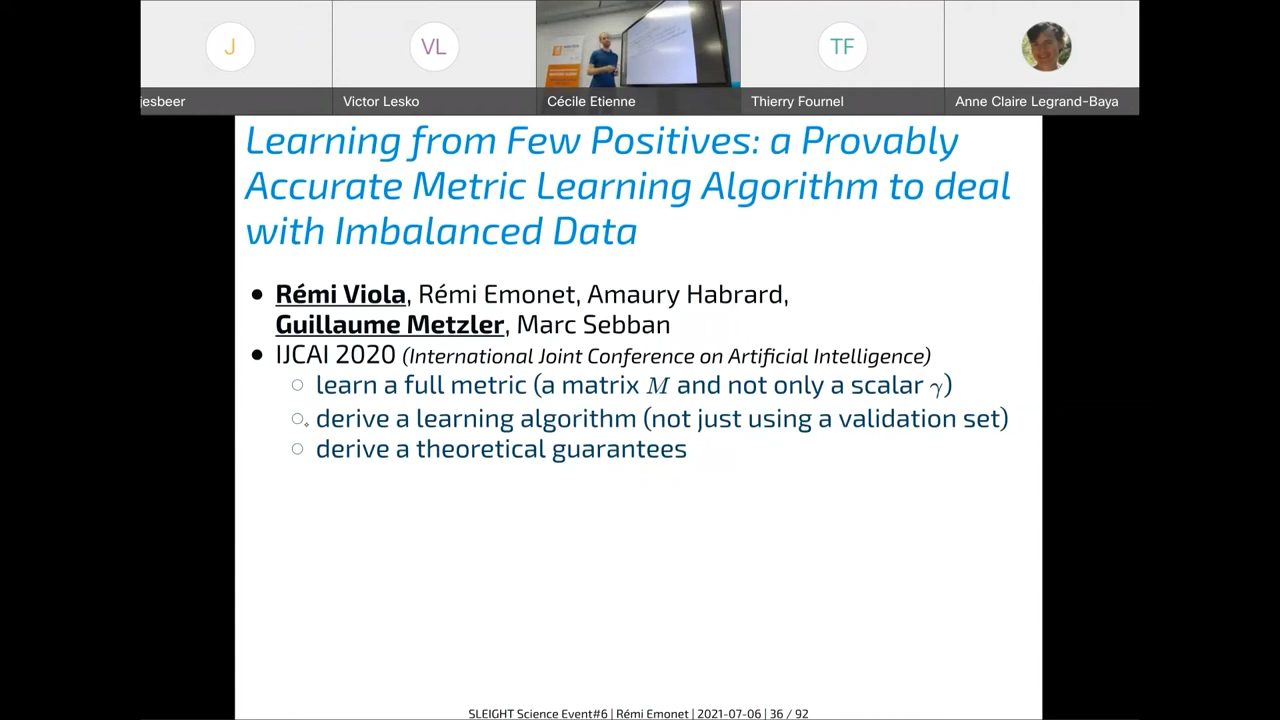 J
VL
TF
jesbeer
Victor Lesko
Cécile Etienne
Thierry Fournel
Anne Claire Legrand-Baya
Learning from Few Positives: a Provably
Accurate Metric Learning Algorithm to deal
with Imbalanced Data
• Rémi Viola, Rémi Emonet, Amaury Habrard,
Guillaume Metzler, Marc Sebban
• IJCAI 2020 (International Joint Conference on Artificial Intelligence)
○ learn a full metric (a matrix M and not only a scalar γ)
○ derive a learning algorithm (not just using a validation set)
○ derive a theoretical guarantees
SLEIGHT Science Event#6 | Rémi Emonet | 2021-07-06 | 36 / 92